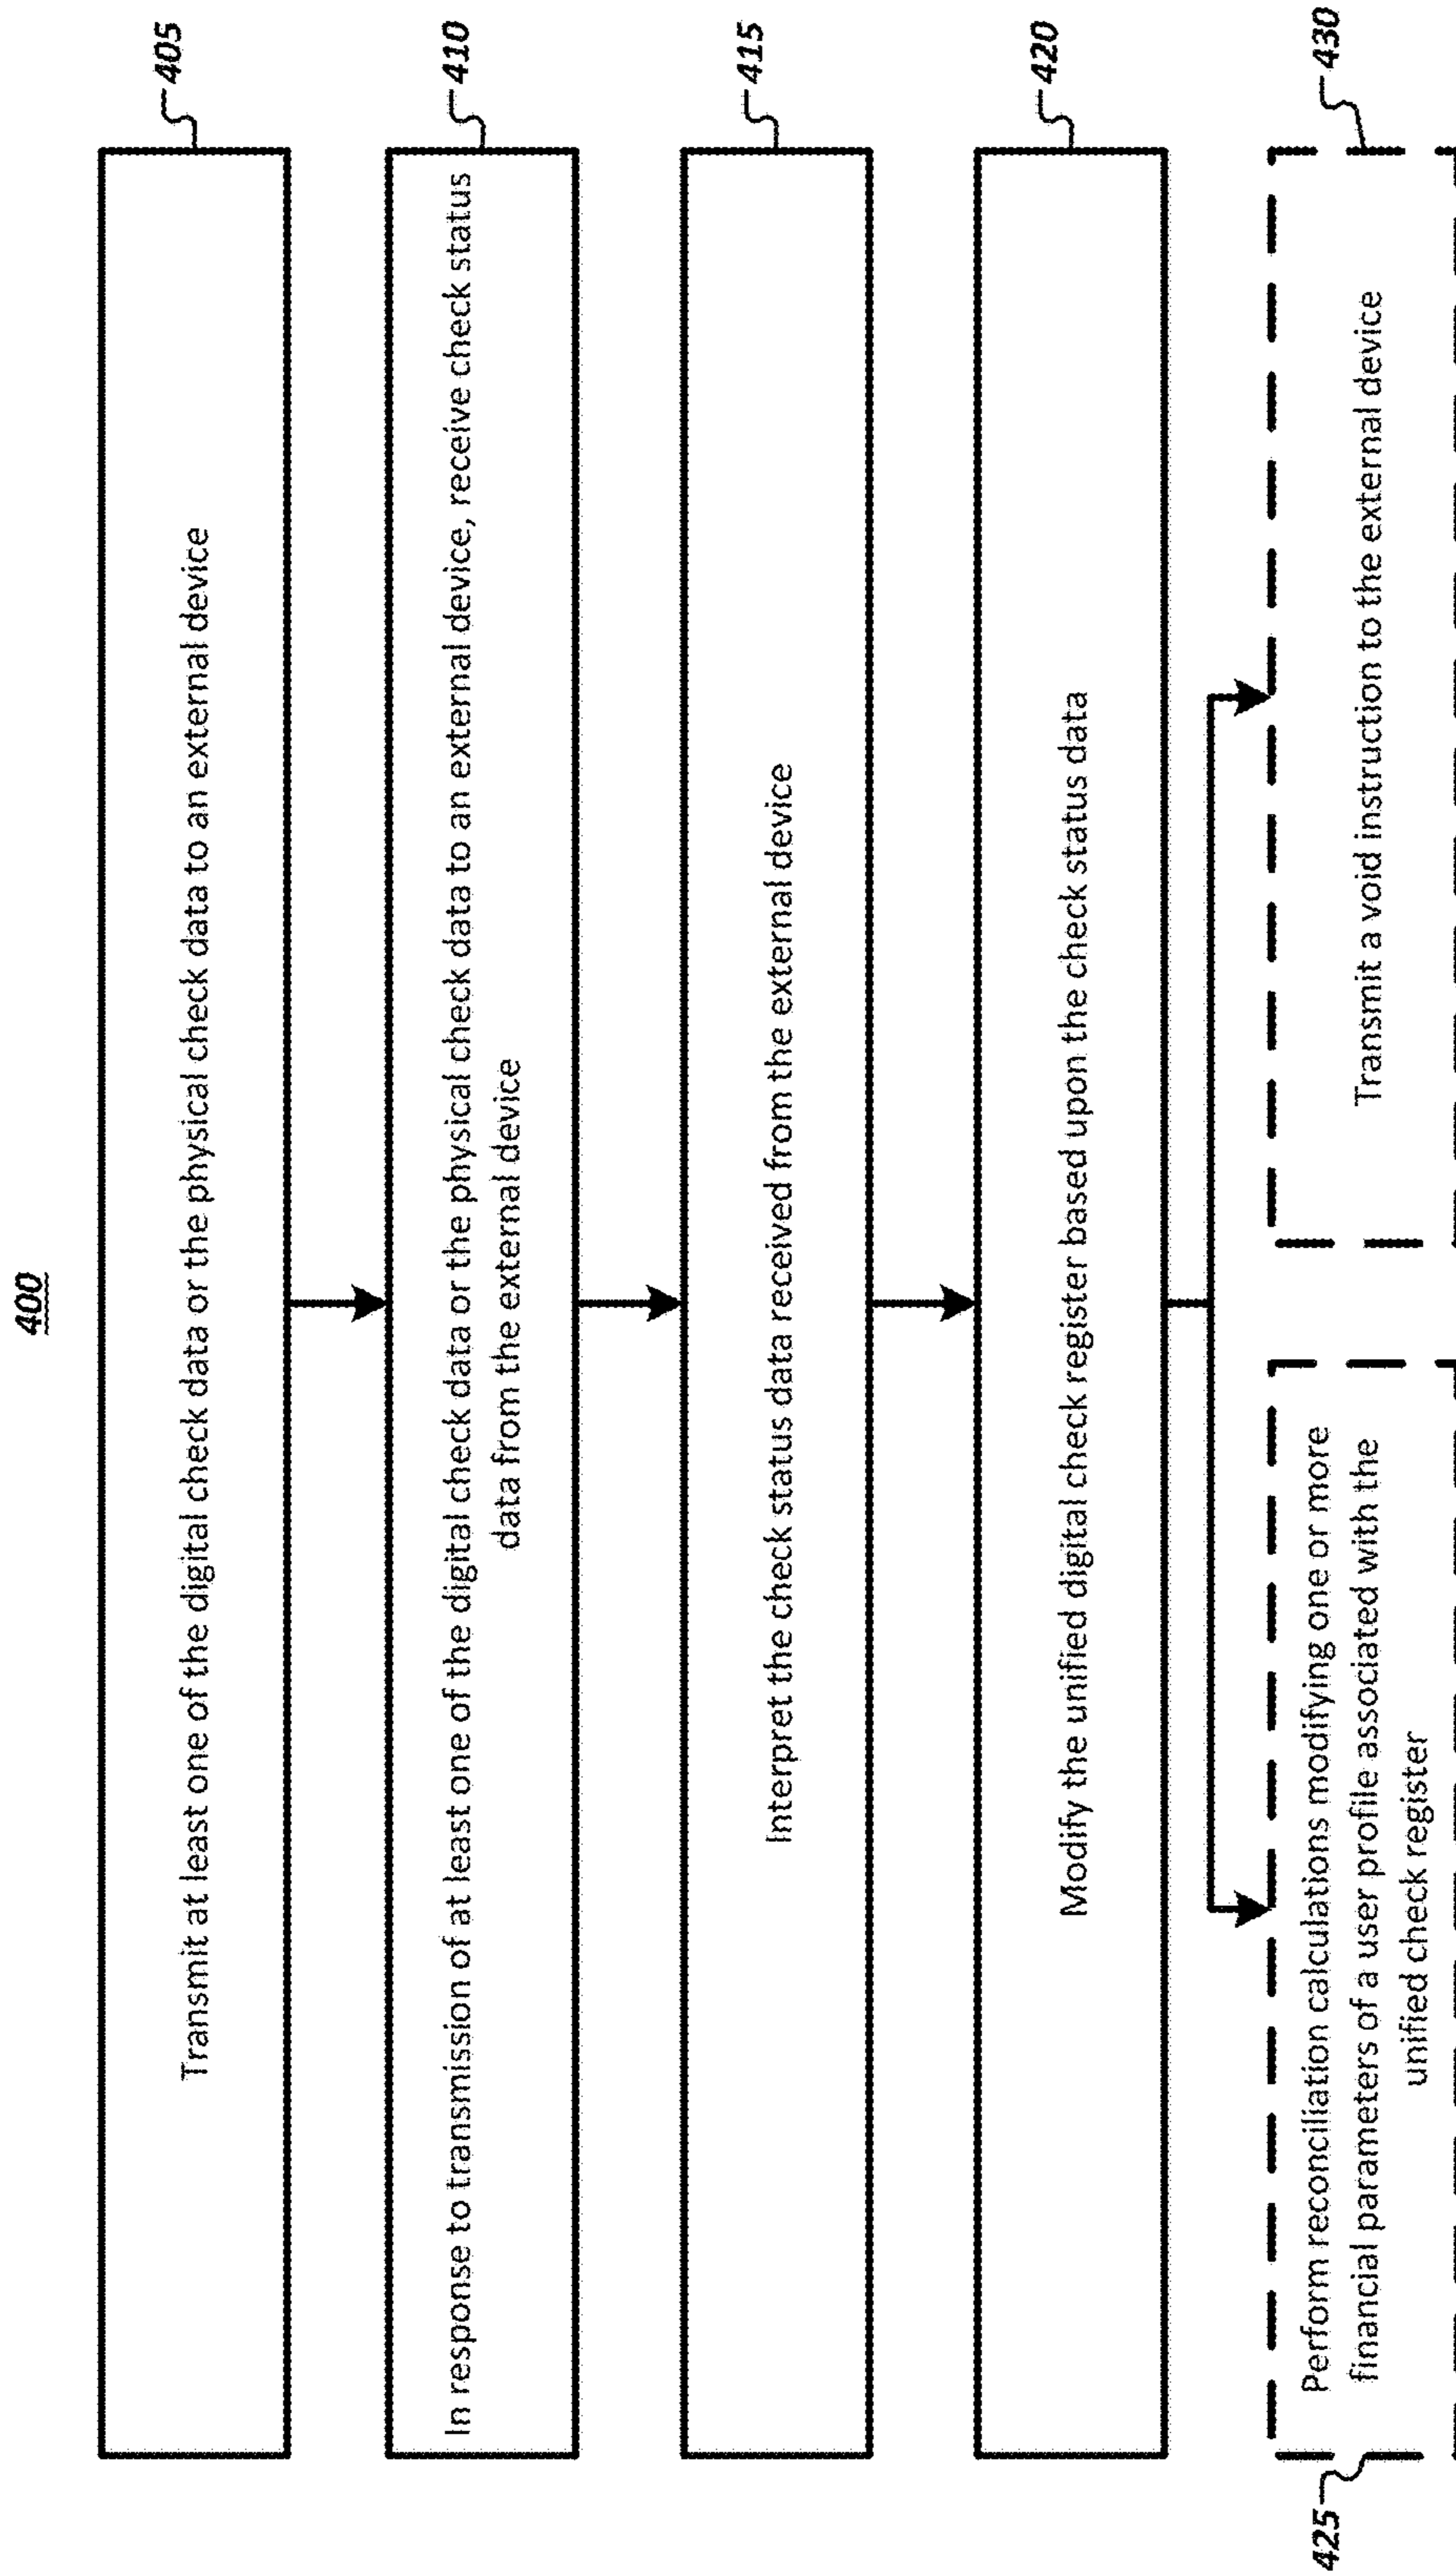 400
Transmit at least one of the digital check data or the physical check data to an external device
405
In response to transmission of at least one of the digital check data or the physical check data to an external device, receive check status
data from the external device
410
Interpret the check status data received from the external device
415
Modify the unified digital check register based upon the check status data
420
Perform reconciliation calculations modifying one or more
financial parameters of a user profile associated with the
unified check register
425
Transmit a void instruction to the external device
430